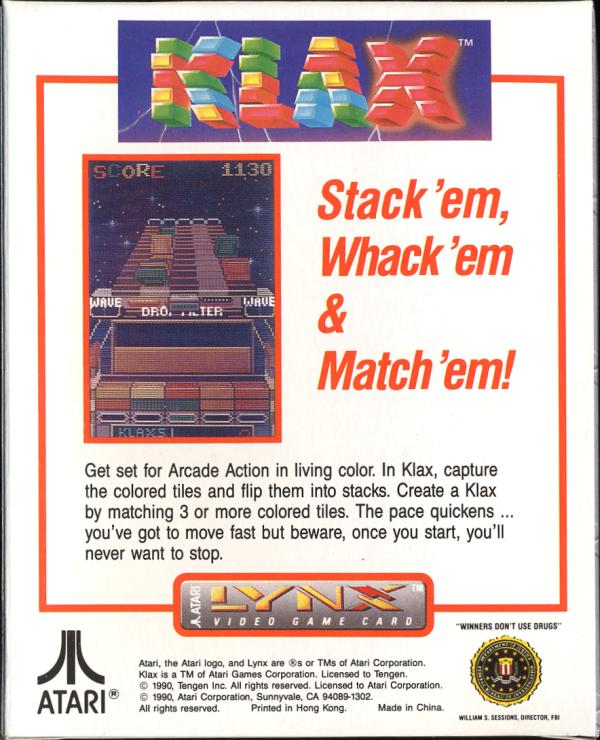 KLAX™
SCORE 1130
WAVE WAVE
DROP METER
KLAXS
Stack 'em,
Whack 'em
&
Match 'em!
Get set for Arcade Action in living color. In Klax, capture
the colored tiles and flip them into stacks. Create a Klax
by matching 3 or more colored tiles. The pace quickens ...
you've got to move fast but beware, once you start, you'll
never want to stop.
ATARI LYNX™
VIDEO GAME CARD
ATARI®
Atari, the Atari logo, and Lynx are ®s or TMs of Atari Corporation.
Klax is a TM of Atari Games Corporation. Licensed to Tengen.
© 1990, Tengen Inc. All rights reserved. Licensed to Atari Corporation.
© 1990, Atari Corporation, Sunnyvale, CA 94089-1302.
All rights reserved. Printed in Hong Kong. Made in China.
"WINNERS DON'T USE DRUGS"
WILLIAM S. SESSIONS, DIRECTOR, FBI